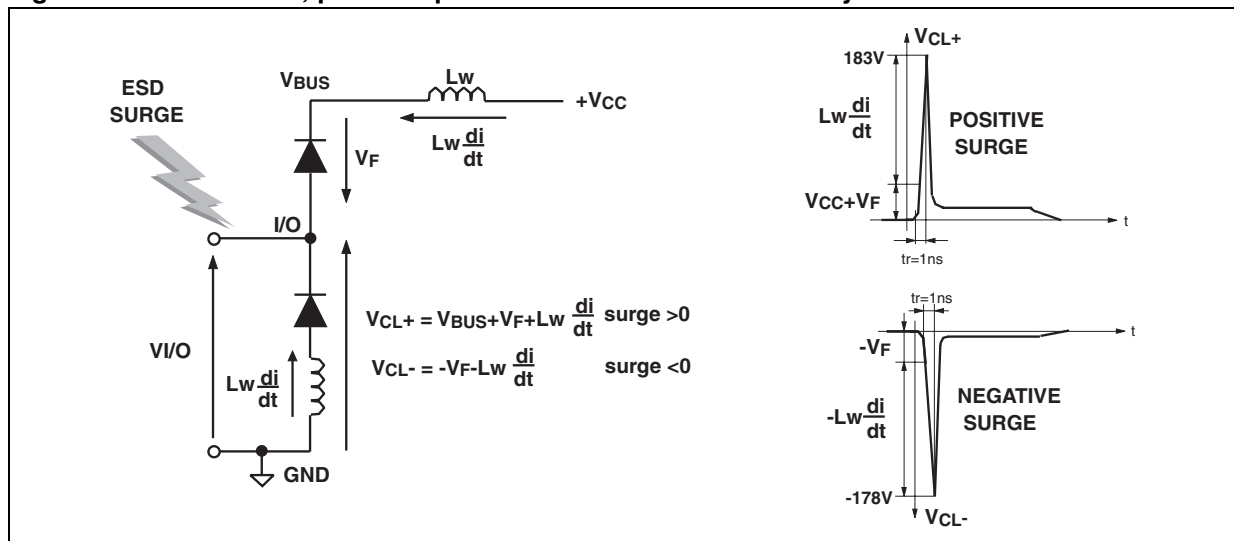 ESD
SURGE
VBUS
Lw
+VCC
Lw di
dt
VF
I/O
VI/O
Lw di
dt
GND
VCL+ = VBUS+VF+Lw di/dt surge >0
VCL- = -VF-Lw di/dt surge <0
VCL+
183V
Lw di
dt
POSITIVE
SURGE
VCC+VF
t
tr=1ns
tr=1ns
t
-VF
-Lw di
dt
NEGATIVE
SURGE
-178V
VCL-